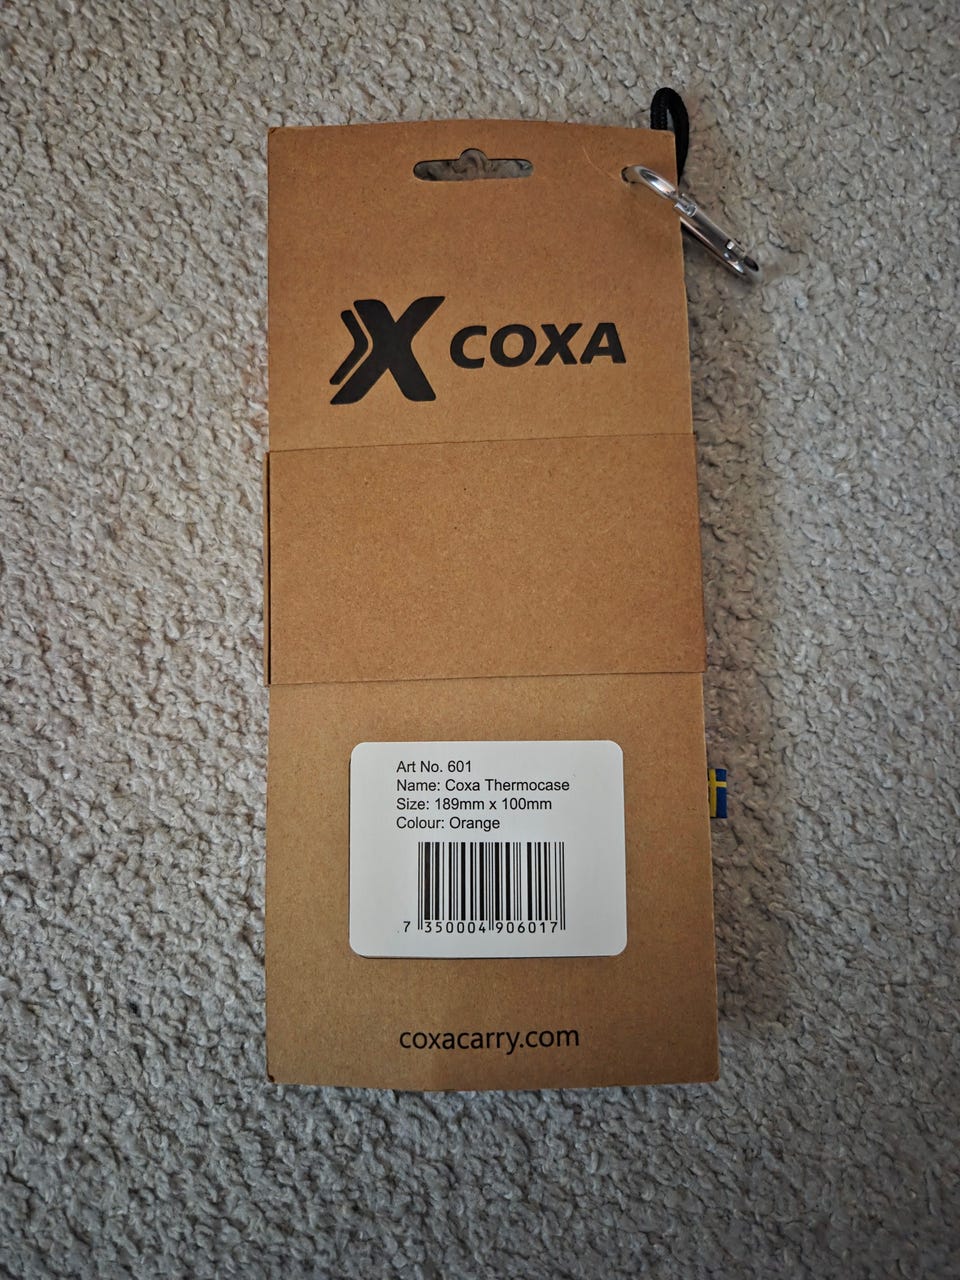 X COXA
Art No. 601
Name: Coxa Thermocase
Size: 189mm x 100mm
Colour: Orange
7 350004 906017
coxacarry.com